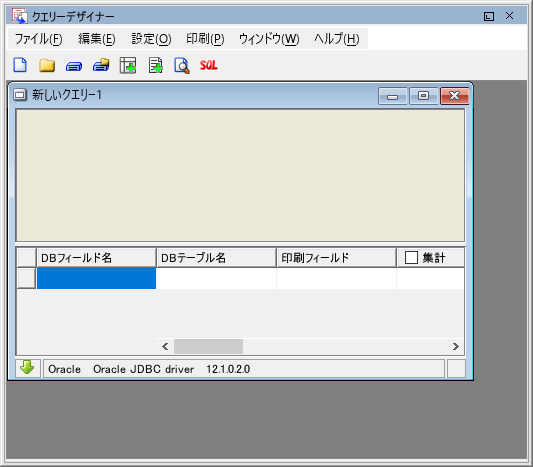 クエリーデザイナー
ファイル(F) 編集(E) 設定(O) 印刷(P) ウィンドウ(W) ヘルプ(H)
SQL
新しいクエリー1
DBフィールド名 DBテーブル名 印刷フィールド 集計
Oracle Oracle JDBC driver 12.1.0.2.0